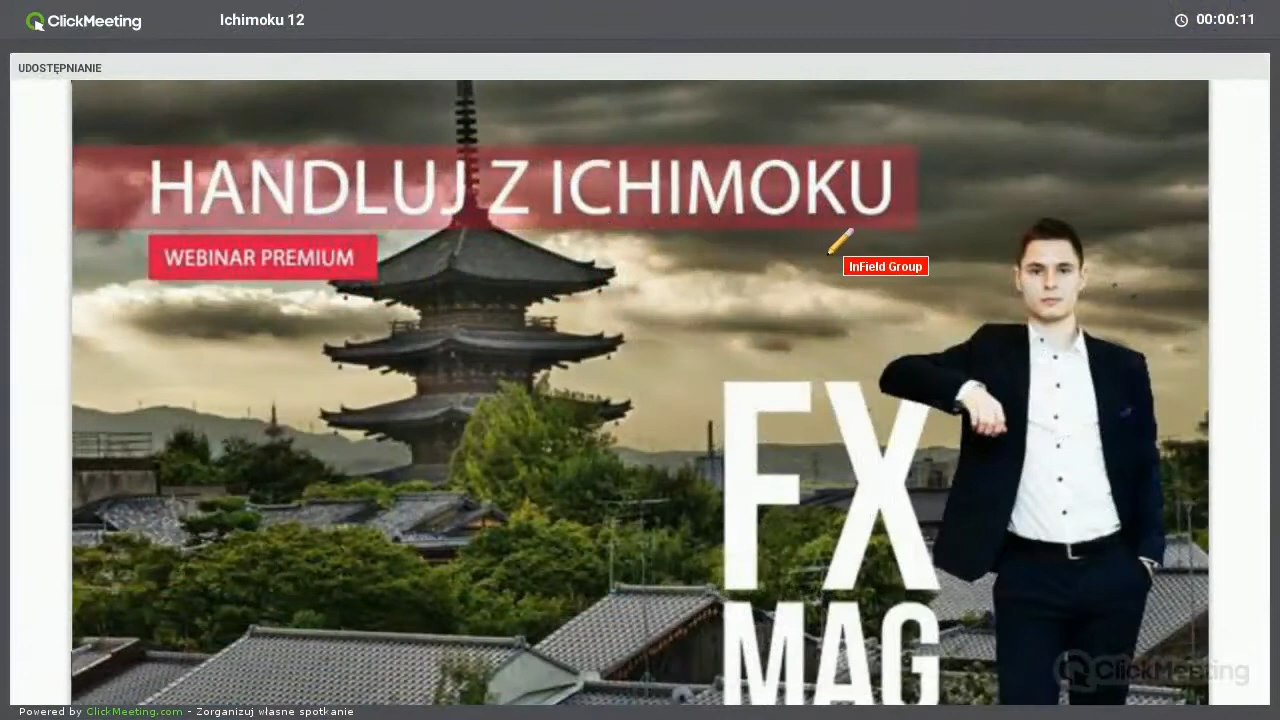 ClickMeeting
Ichimoku 12
00:00:11
UDOSTĘPNIANIE
HANDLUJ Z ICHIMOKU
WEBINAR PREMIUM
InField Group
FX
MAG
ClickMeeting
Powered by ClickMeeting.com - Zorganizuj własne spotkanie